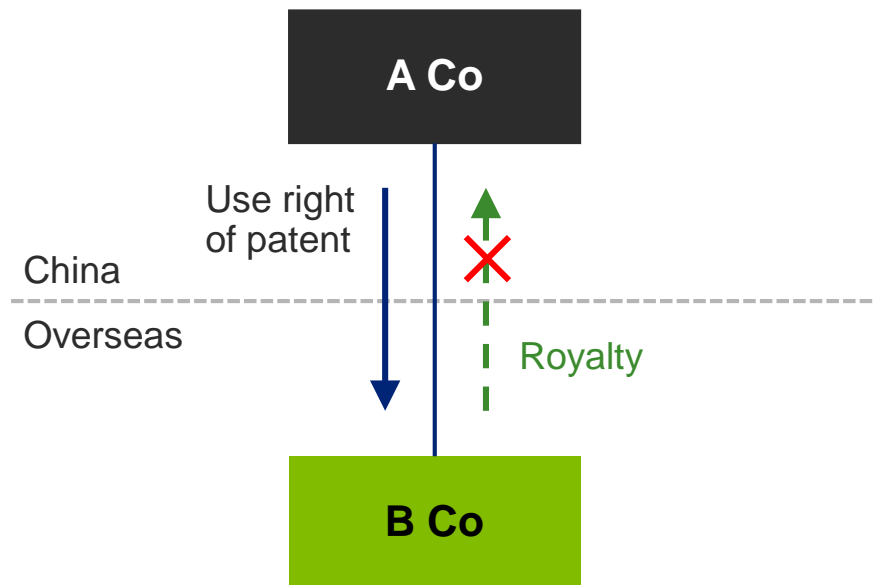 A Co
Use right
of patent
China
Overseas
Royalty
B Co